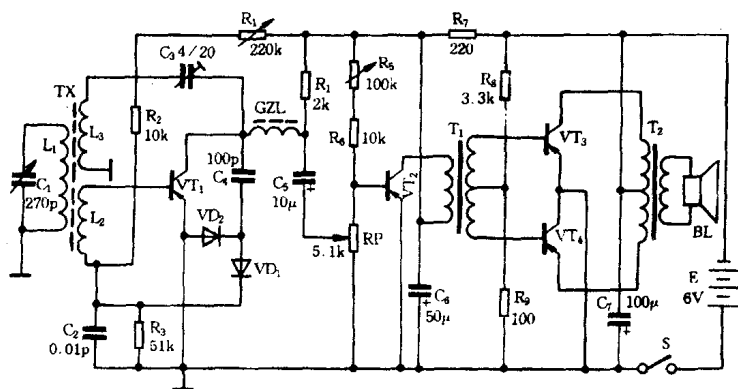 R₁
220k
R₇
220
C₃ 4/20
TX
L₃
L₁
C₁
270p
L₂
R₂
10k
VT₁
100p
C₄
GZL
R₁
2k
C₅
10μ
R₅
100k
R₆
10k
VT₂
VD₂
VD₁
5.1k
RP
T₁
R₈
3.3k
VT₃
T₂
VT₄
BL
C₂
0.01p
R₃
51k
C₆
50μ
R₉
100
C₇
100μ
E
6V
S